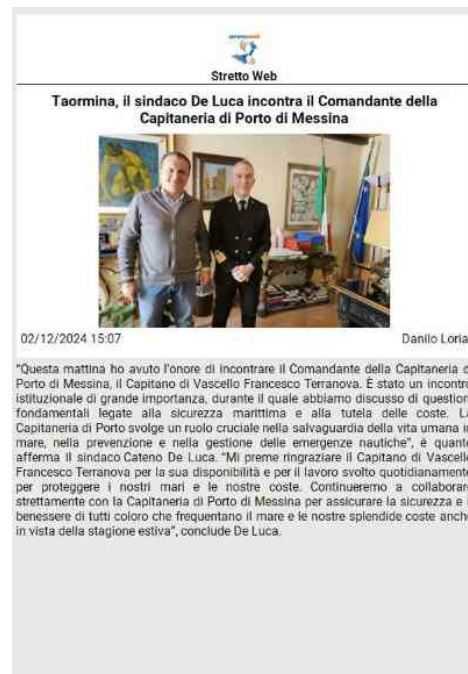 Stretto Web
Taormina, il sindaco De Luca incontra il Comandante della
Capitaneria di Porto di Messina
02/12/2024 15:07
Danilo Loria
"Questa mattina ho avuto l'onore di incontrare il Comandante della Capitaneria d
Porto di Messina, il Capitano di Vascello Francesco Terranova. È stato un incontro
istituzionale di grande importanza, durante il quale abbiamo discusso di question
fondamentali legate alla sicurezza marittima e alla tutela delle coste. La
Capitaneria di Porto svolge un ruolo cruciale nella salvaguardia della vita umana i
mare, nella prevenzione e nella gestione delle emergenze nautiche", è quanto
afferma il sindaco Cateno De Luca. "Mi preme ringraziare il Capitano di Vascello
Francesco Terranova per la sua disponibilità e per il lavoro svolto quotidianamente
per proteggere i nostri mari e le nostre coste. Continueremo a collaborare
strettamente con la Capitaneria di Porto di Messina per assicurare la sicurezza e i
benessere di tutti coloro che frequentano il mare e le nostre splendide coste anche
in vista della stagione estiva", conclude De Luca.